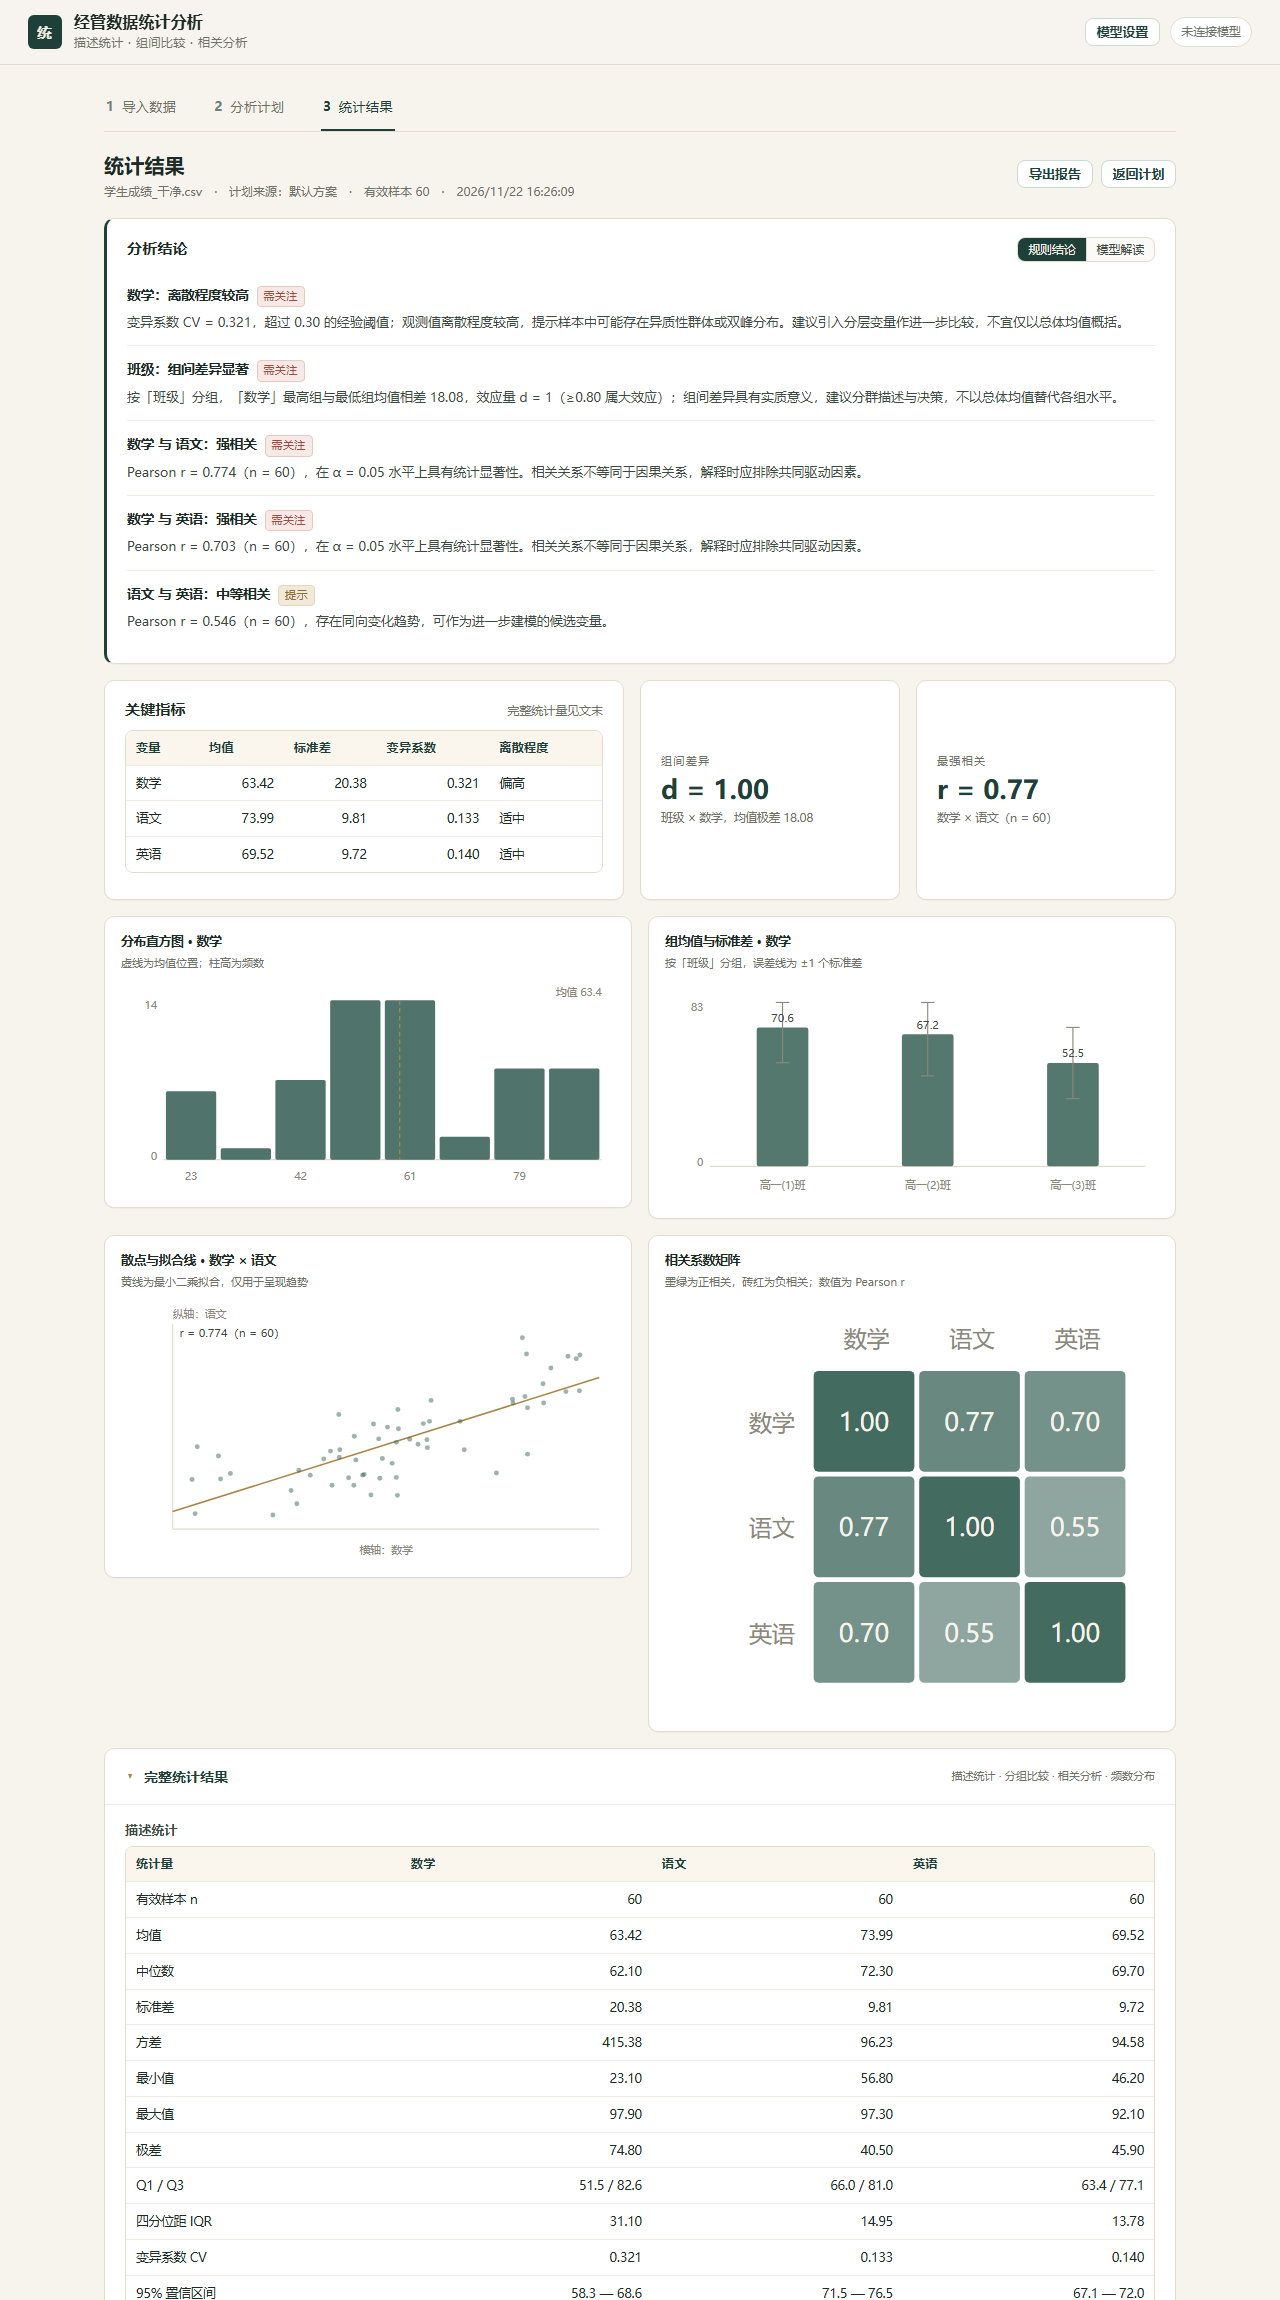 统
经管数据统计分析
描述统计 · 组间比较 · 相关分析
模型设置
未连接模型
1 导入数据
2 分析计划
3 统计结果
统计结果
学生成绩_干净.csv · 计划来源：默认方案 · 有效样本 60 · 2026/11/22 16:26:09
导出报告
返回计划
分析结论
规则结论
模型解读
数学：离散程度较高 需关注
变异系数 CV = 0.321，超过 0.30 的经验阈值；观测值离散程度较高，提示样本中可能存在异质性群体或双峰分布。建议引入分层变量作进一步比较，不宜仅以总体均值概括。
班级：组间差异显著 需关注
按「班级」分组，「数学」最高组与最低组均值相差 18.08，效应量 d = 1（≥0.80 属大效应）；组间差异具有实质意义，建议分群描述与决策，不以总体均值替代各组水平。
数学 与 语文：强相关 需关注
Pearson r = 0.774（n = 60），在 α = 0.05 水平上具有统计显著性。相关关系不等同于因果关系，解释时应排除共同驱动因素。
数学 与 英语：强相关 需关注
Pearson r = 0.703（n = 60），在 α = 0.05 水平上具有统计显著性。相关关系不等同于因果关系，解释时应排除共同驱动因素。
语文 与 英语：中等相关 提示
Pearson r = 0.546（n = 60），存在同向变化趋势，可作为进一步建模的候选变量。
关键指标
完整统计量见文末
变量 均值 标准差 变异系数 离散程度
数学 63.42 20.38 0.321 偏高
语文 73.99 9.81 0.133 适中
英语 69.52 9.72 0.140 适中
组间差异
d = 1.00
班级 × 数学，均值极差 18.08
最强相关
r = 0.77
数学 × 语文（n = 60）
分布直方图 • 数学
虚线为均值位置；柱高为频数
均值 63.4
14
0
23 42 61 79
组均值与标准差 • 数学
按「班级」分组，误差线为 ±1 个标准差
83
70.6
67.2
52.5
0
高一(1)班 高一(2)班 高一(3)班
散点与拟合线 • 数学 × 语文
黄线为最小二乘拟合，仅用于呈现趋势
纵轴：语文
r = 0.774（n = 60）
横轴：数学
相关系数矩阵
墨绿为正相关，砖红为负相关；数值为 Pearson r
数学 语文 英语
数学 1.00 0.77 0.70
语文 0.77 1.00 0.55
英语 0.70 0.55 1.00
完整统计结果
描述统计 · 分组比较 · 相关分析 · 频数分布
描述统计
统计量 数学 语文 英语
有效样本 n 60 60 60
均值 63.42 73.99 69.52
中位数 62.10 72.30 69.70
标准差 20.38 9.81 9.72
方差 415.38 96.23 94.58
最小值 23.10 56.80 46.20
最大值 97.90 97.30 92.10
极差 74.80 40.50 45.90
Q1 / Q3 51.5 / 82.6 66.0 / 81.0 63.4 / 77.1
四分位距 IQR 31.10 14.95 13.78
变异系数 CV 0.321 0.133 0.140
95% 置信区间 58.3 — 68.6 71.5 — 76.5 67.1 — 72.0